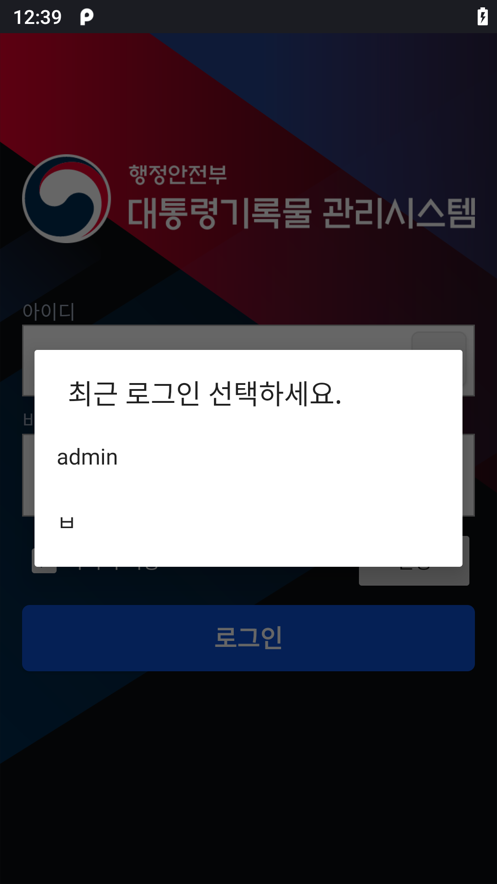 12:39
행정안전부
대통령기록물 관리시스템
아이디
최근 로그인 선택하세요.
admin
ㅂ
로그인